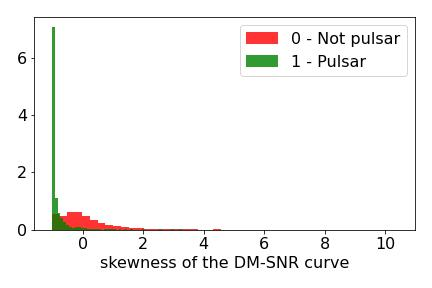 0 - Not pulsar
1 - Pulsar
6
4
2
0
0 2 4 6 8 10
skewness of the DM-SNR curve